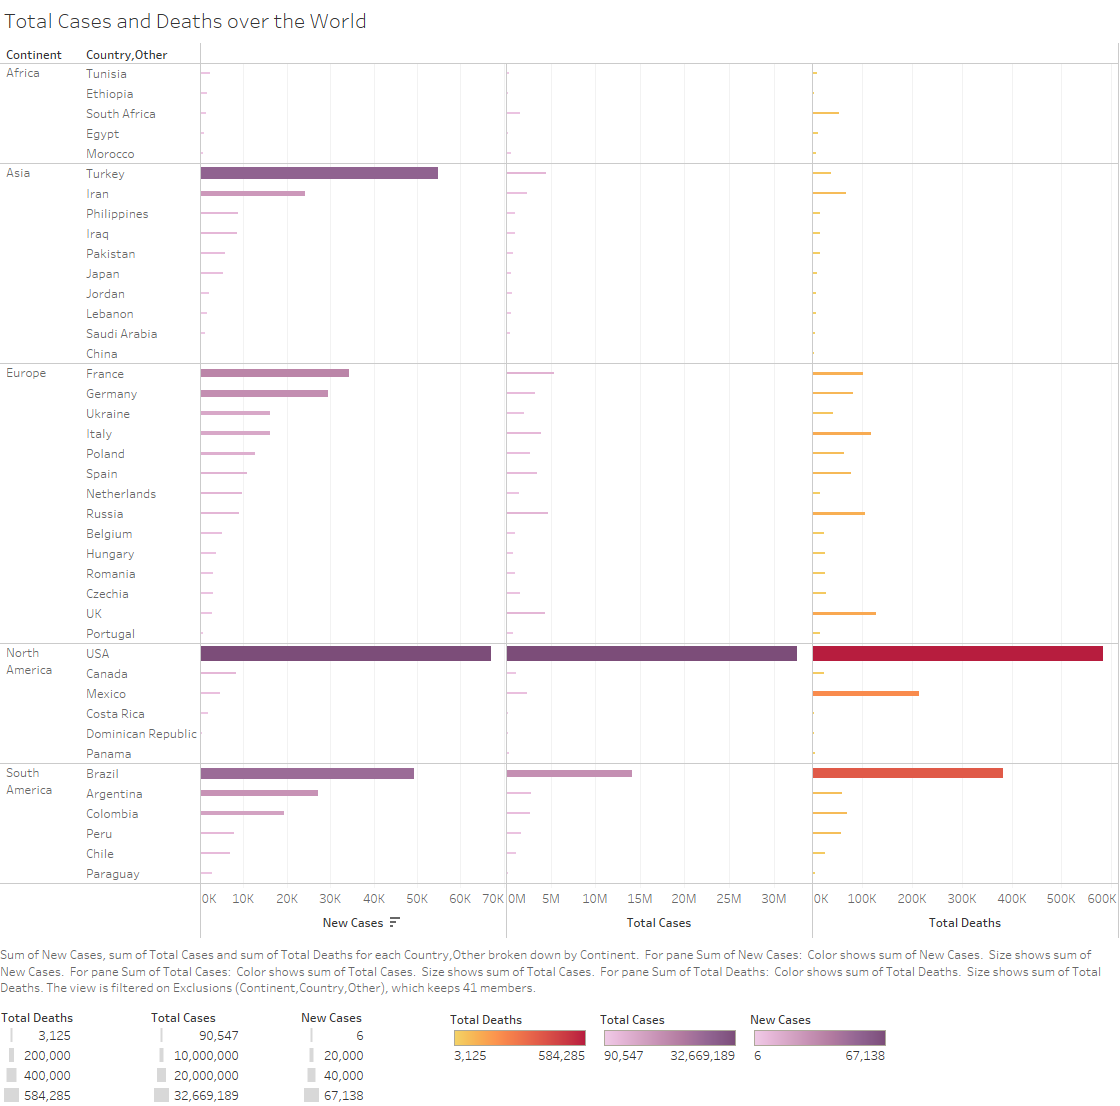 Total Cases and Deaths over the World
Continent Country,Other
Africa Tunisia
Ethiopia
South Africa
Egypt
Morocco
Asia Turkey
Iran
Philippines
Iraq
Pakistan
Japan
Jordan
Lebanon
Saudi Arabia
China
Europe France
Germany
Ukraine
Italy
Poland
Spain
Netherlands
Russia
Belgium
Hungary
Romania
Czechia
UK
Portugal
North America USA
Canada
Mexico
Costa Rica
Dominican Republic
Panama
South America Brazil
Argentina
Colombia
Peru
Chile
Paraguay
0K 10K 20K 30K 40K 50K 60K 70K 0M 5M 10M 15M 20M 25M 30M 0K 100K 200K 300K 400K 500K 600K
New Cases Total Cases Total Deaths
Sum of New Cases, sum of Total Cases and sum of Total Deaths for each Country,Other broken down by Continent. For pane Sum of New Cases: Color shows sum of New Cases. Size shows sum of
New Cases. For pane Sum of Total Cases: Color shows sum of Total Cases. Size shows sum of Total Cases. For pane Sum of Total Deaths: Color shows sum of Total Deaths. Size shows sum of Total
Deaths. The view is filtered on Exclusions (Continent,Country,Other), which keeps 41 members.
Total Deaths
3,125
200,000
400,000
584,285
Total Cases
90,547
10,000,000
20,000,000
32,669,189
New Cases
6
20,000
40,000
67,138
Total Deaths
3,125 584,285
Total Cases
90,547 32,669,189
New Cases
6 67,138